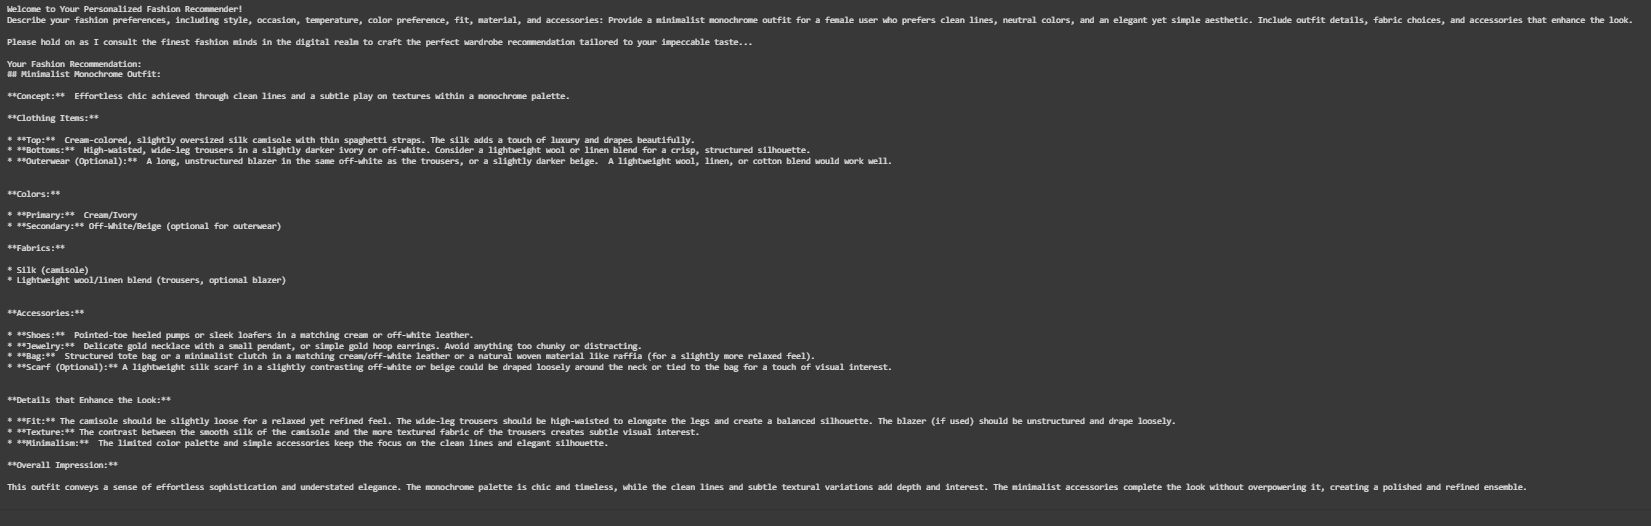 Welcome to Your Personalized Fashion Recommender!
Describe your fashion preferences, including style, occasion, temperature, color preference, fit, material, and accessories: Provide a minimalist monochrome outfit for a female user who prefers clean lines, neutral colors, and an elegant yet simple aesthetic. Include outfit details, fabric choices, and accessories that enhance the look.
Please hold on as I consult the finest fashion minds in the digital realm to craft the perfect wardrobe recommendation tailored to your impeccable taste...
Your Fashion Recommendation:
## Minimalist Monochrome Outfit:
**Concept:**  Effortless chic achieved through clean lines and a subtle play on textures within a monochrome palette.
**Clothing Items:**
* **Top:**  Cream-colored, slightly oversized silk camisole with thin spaghetti straps. The silk adds a touch of luxury and drapes beautifully.
* **Bottoms:**  High-waisted, wide-leg trousers in a slightly darker ivory or off-white. Consider a lightweight wool or linen blend for a crisp, structured silhouette.
* **Outerwear (Optional):**  A long, unstructured blazer in the same off-white as the trousers, or a slightly darker beige.  A lightweight wool, linen, or cotton blend would work well.
**Colors:**
* **Primary:**  Cream/Ivory
* **Secondary:** Off-White/Beige (optional for outerwear)
**Fabrics:**
* Silk (camisole)
* Lightweight wool/linen blend (trousers, optional blazer)
**Accessories:**
* **Shoes:**  Pointed-toe heeled pumps or sleek loafers in a matching cream or off-white leather.
* **Jewelry:**  Delicate gold necklace with a small pendant, or simple gold hoop earrings. Avoid anything too chunky or distracting.
* **Bag:**  Structured tote bag or a minimalist clutch in a matching cream/off-white leather or a natural woven material like raffia (for a slightly more relaxed feel).
* **Scarf (Optional):** A lightweight silk scarf in a slightly contrasting off-white or beige could be draped loosely around the neck or tied to the bag for a touch of visual interest.
**Details that Enhance the Look:**
* **Fit:** The camisole should be slightly loose for a relaxed yet refined feel. The wide-leg trousers should be high-waisted to elongate the legs and create a balanced silhouette. The blazer (if used) should be unstructured and drape loosely.
* **Texture:** The contrast between the smooth silk of the camisole and the more textured fabric of the trousers creates subtle visual interest.
* **Minimalism:**  The limited color palette and simple accessories keep the focus on the clean lines and elegant silhouette.
**Overall Impression:**
This outfit conveys a sense of effortless sophistication and understated elegance. The monochrome palette is chic and timeless, while the clean lines and subtle textural variations add depth and interest. The minimalist accessories complete the look without overpowering it, creating a polished and refined ensemble.